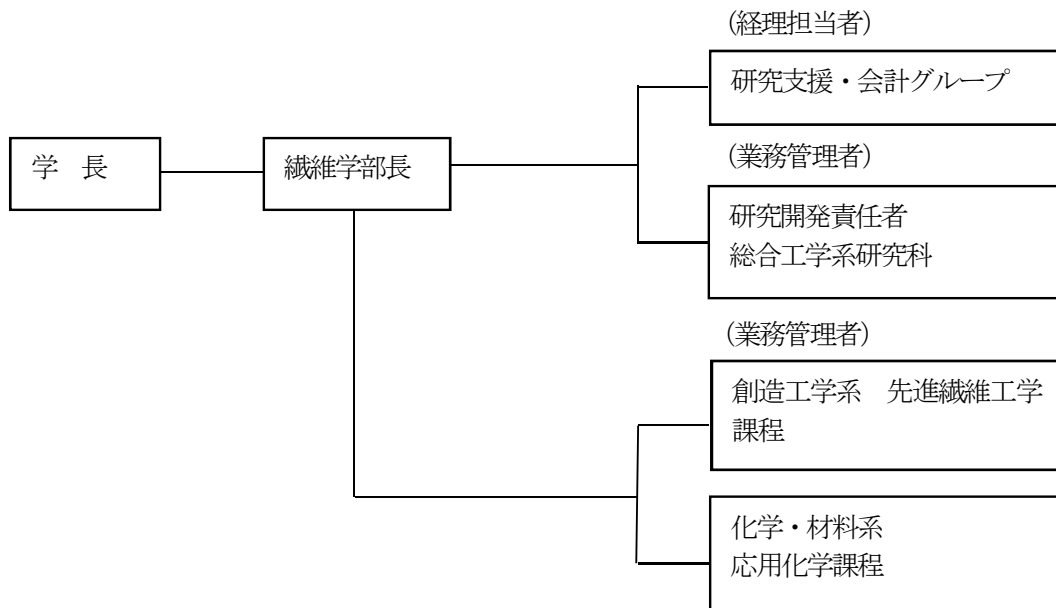 (経理担当者)
研究支援・会計グループ
学　長
繊維学部長
(業務管理者)
研究開発責任者
総合工学系研究科
(業務管理者)
創造工学系　先進繊維工学
課程
化学・材料系
応用化学課程